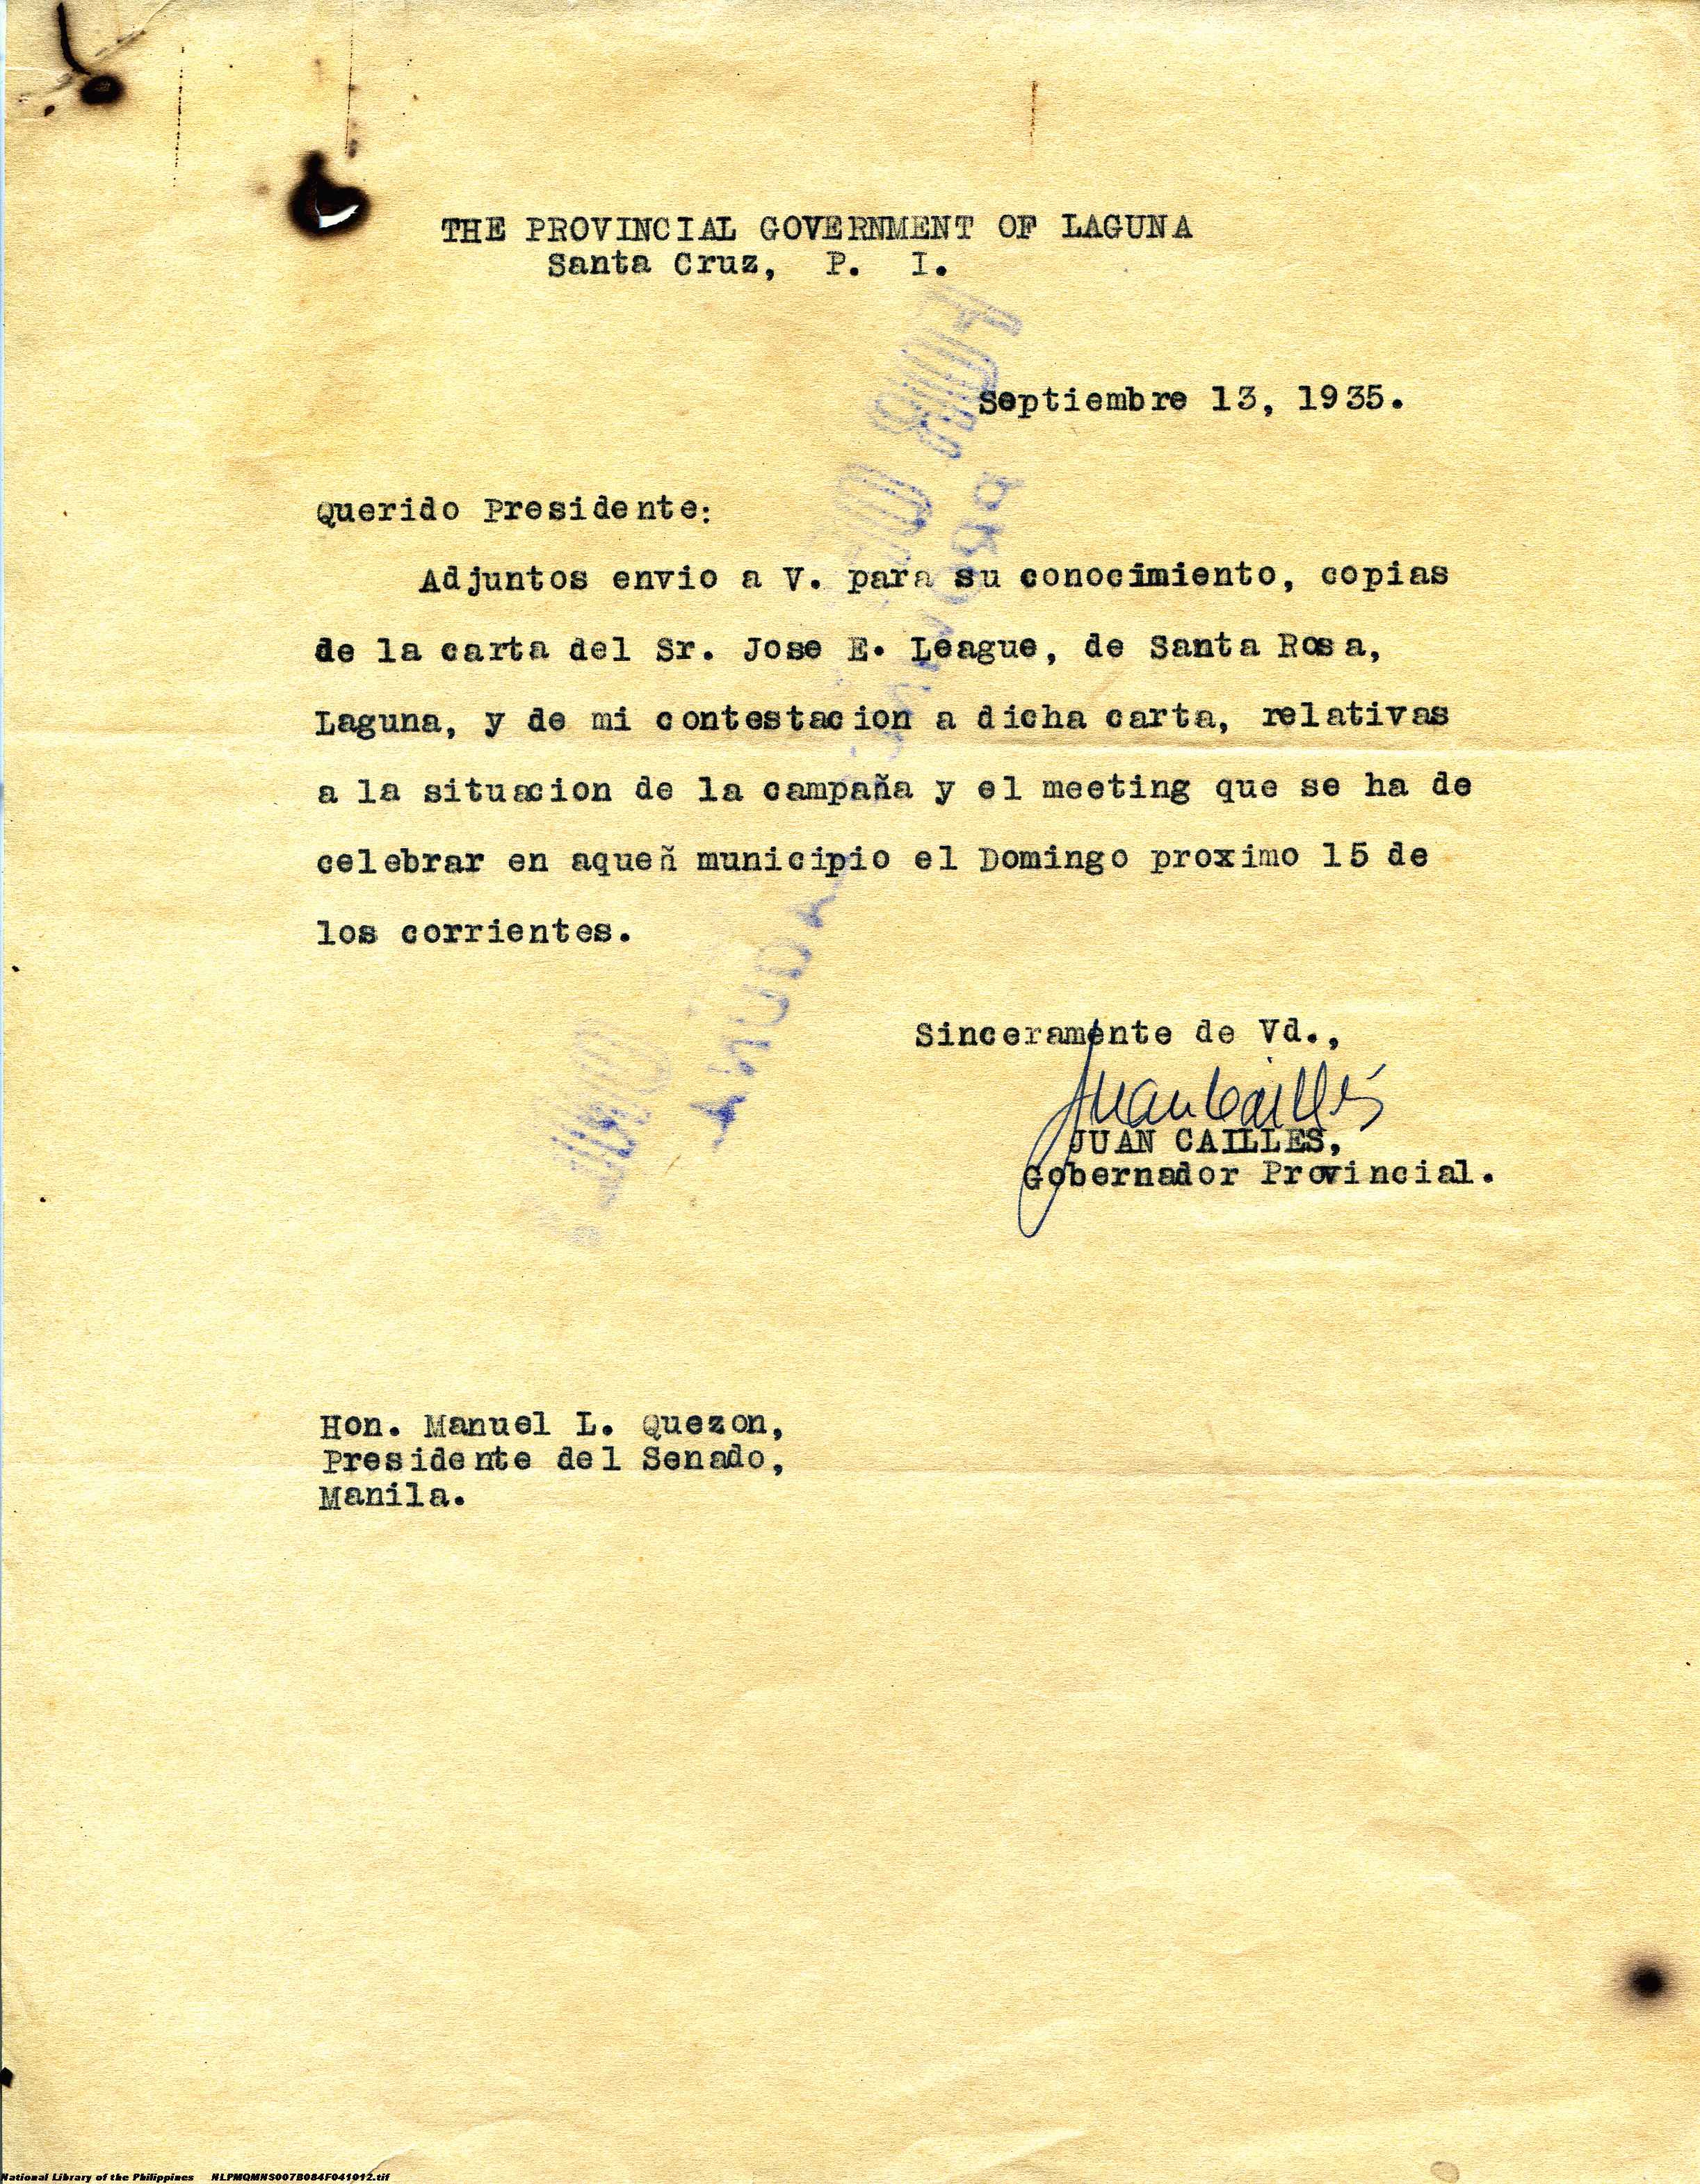 THE PROVINCIAL GOVERNMENT OF LAGUNA
Santa Cruz, P. I.
Septiembre 13, 1935.
Querido Presidente:
Adjuntos envio a V. para su conocimiento, copias
de la carta del Sr. Jose E. League, de Santa Rosa,
Laguna, y de mi contestacion a dicha carta, relativas
a la situacion de la campaña y el meeting que se ha de
celebrar en aqueñ municipio el Domingo proximo 15 de
los corrientes.
Sinceramente de Vd.,
Juan Cailles
JUAN CAILLES,
Gobernador Provincial.
Hon. Manuel L. Quezon,
Presidente del Senado,
Manila.
National Library of the Philippines NLPMQMNS007B084F041012.tif